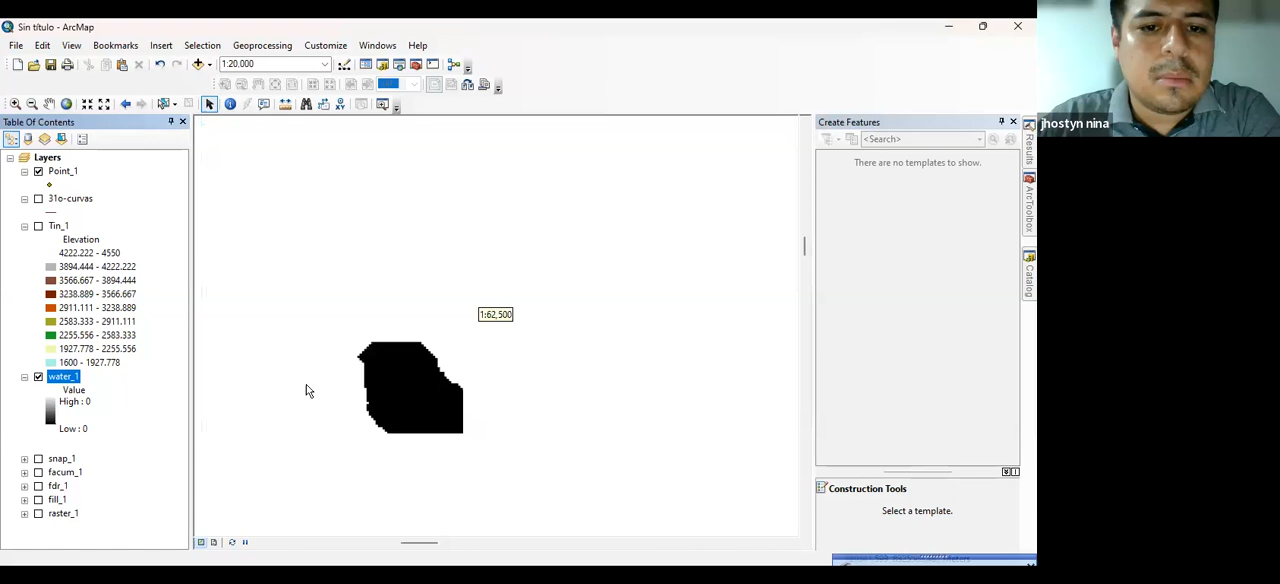 Sin título - ArcMap
File Edit View Bookmarks Insert Selection Geoprocessing Customize Windows Help
1:20,000
Table Of Contents
Layers
Point_1
31o-curvas
Tin_1
Elevation
4222.222 - 4550
3894.444 - 4222.222
3566.667 - 3894.444
3238.889 - 3566.667
2911.111 - 3238.889
2583.333 - 2911.111
2255.556 - 2583.333
1927.778 - 2255.556
1600 - 1927.778
water_1
Value
High : 0
Low : 0
snap_1
facum_1
fdr_1
fill_1
raster_1
1:62,500
Create Features
<Search>
There are no templates to show.
Construction Tools
Select a template.
Results
ArcToolbox
Catalog
jhostyn nina